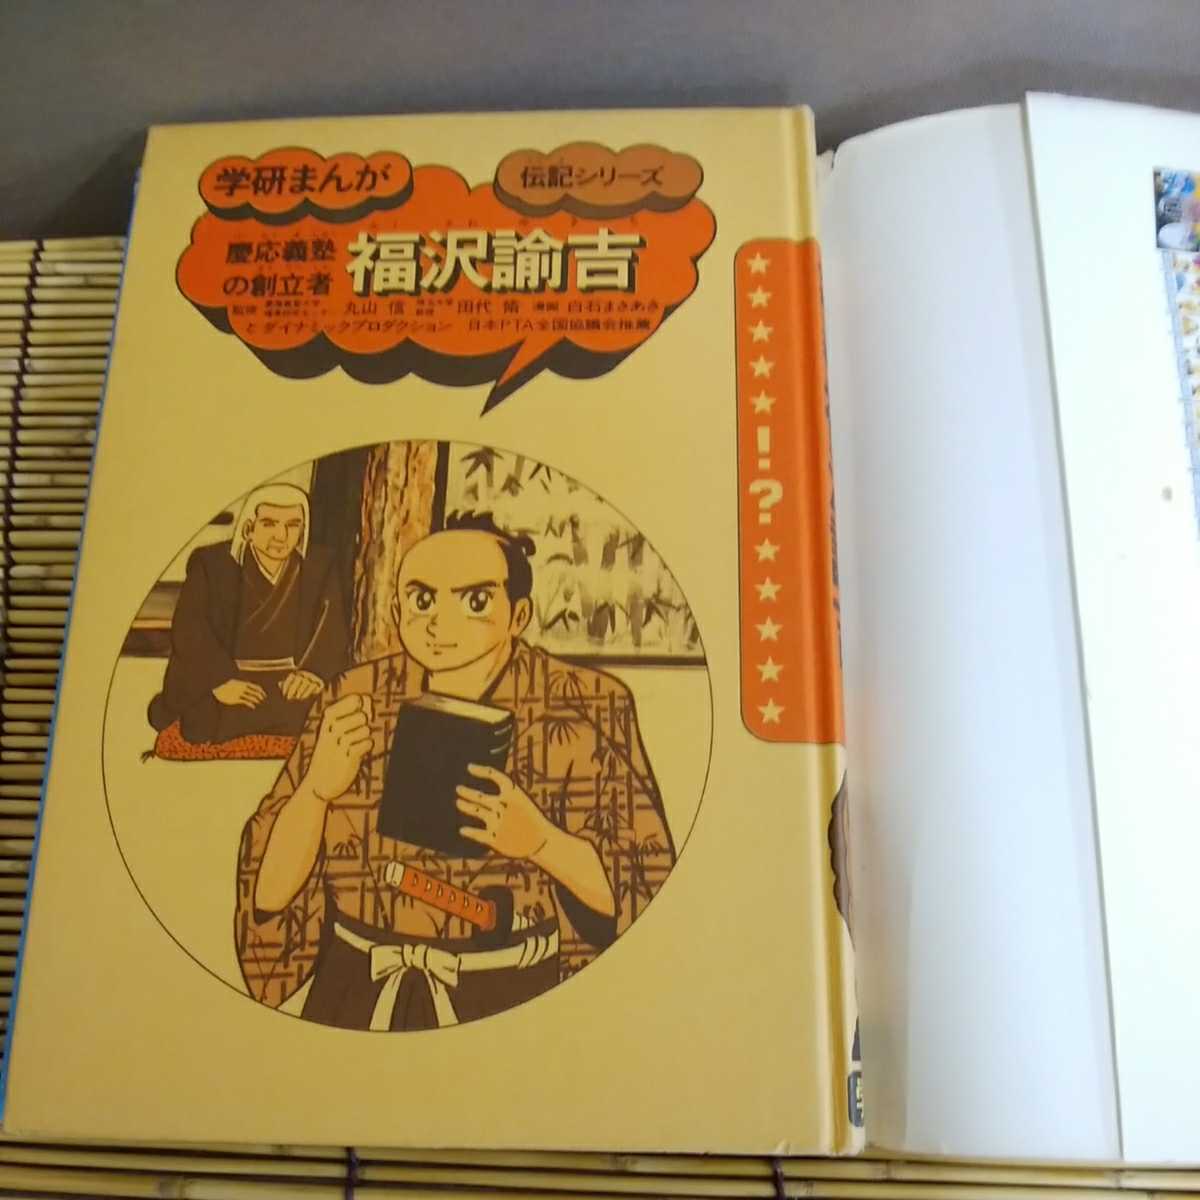 学研まんが
伝記シリーズ
慶応義塾
の創立者
福沢諭吉
監修 丸山 信 田代 脩 漫画 白石まさあき
とダイナミックプロダクション 日本PTA全国協議会推薦
★★★★★!?★★★★★